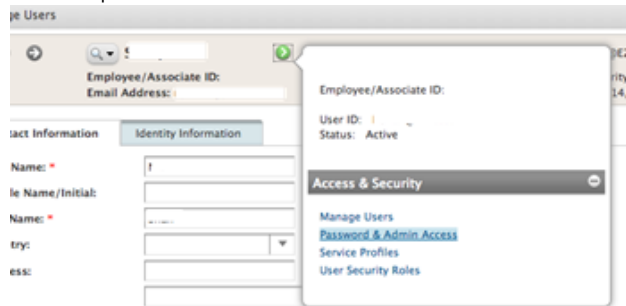 ge Users
Employee/Associate ID:
Email Address:
Employee/Associate ID:
User ID:
Status: Active
tact Information
Identity Information
Name: *
le Name/Initial:
Name: *
try:
ess:
Access & Security
Manage Users
Password & Admin Access
Service Profiles
User Security Roles
14,